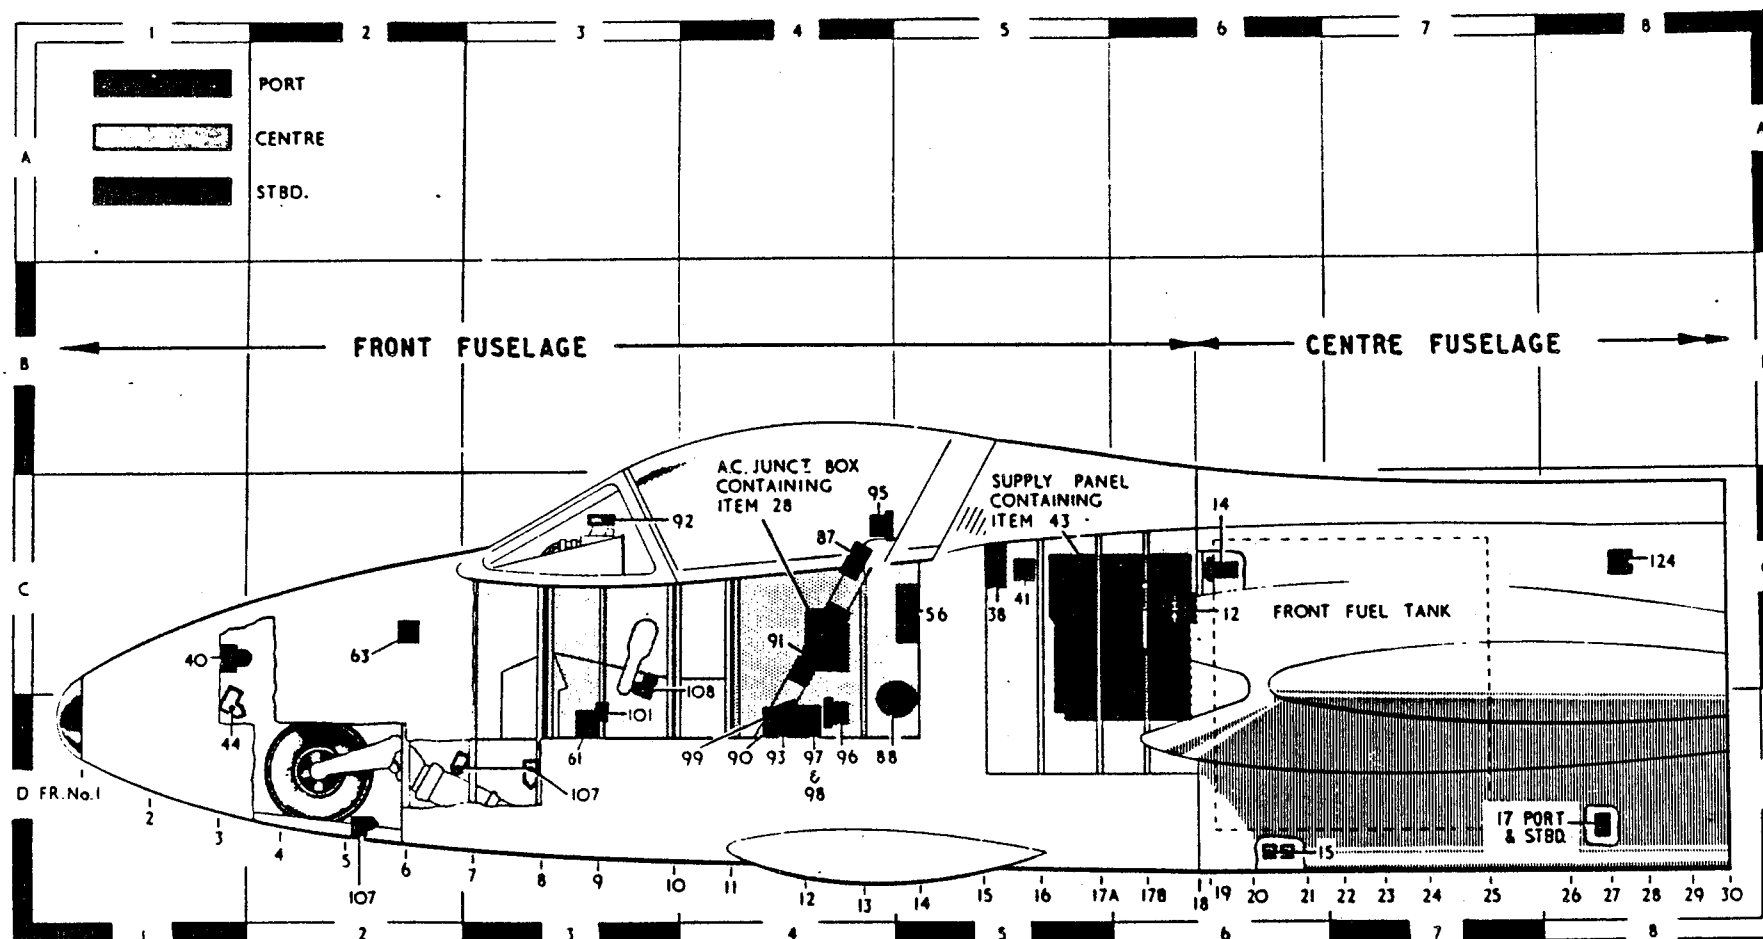 1 2 3 4 5 6 7 8
PORT
CENTRE
STBD.
A A
FRONT FUSELAGE
CENTRE FUSELAGE
B
A.C. JUNCT. BOX
CONTAINING
ITEM 28
95
SUPPLY PANEL
CONTAINING
ITEM 43
14
92
87
124
C
38
41
56
12
FRONT FUEL TANK
40
63
91
108
101
44
61
99
90
93
97
&
98
96
88
107
D FR.No.1
17 PORT
& STBD.
15
2 3 4 5 6 7 8 9 10 11 12 13 14 15 16 17A 17B 18 19 20 21 22 23 24 25 26 27 28 29 30
107
1 2 3 4 5 6 7 8